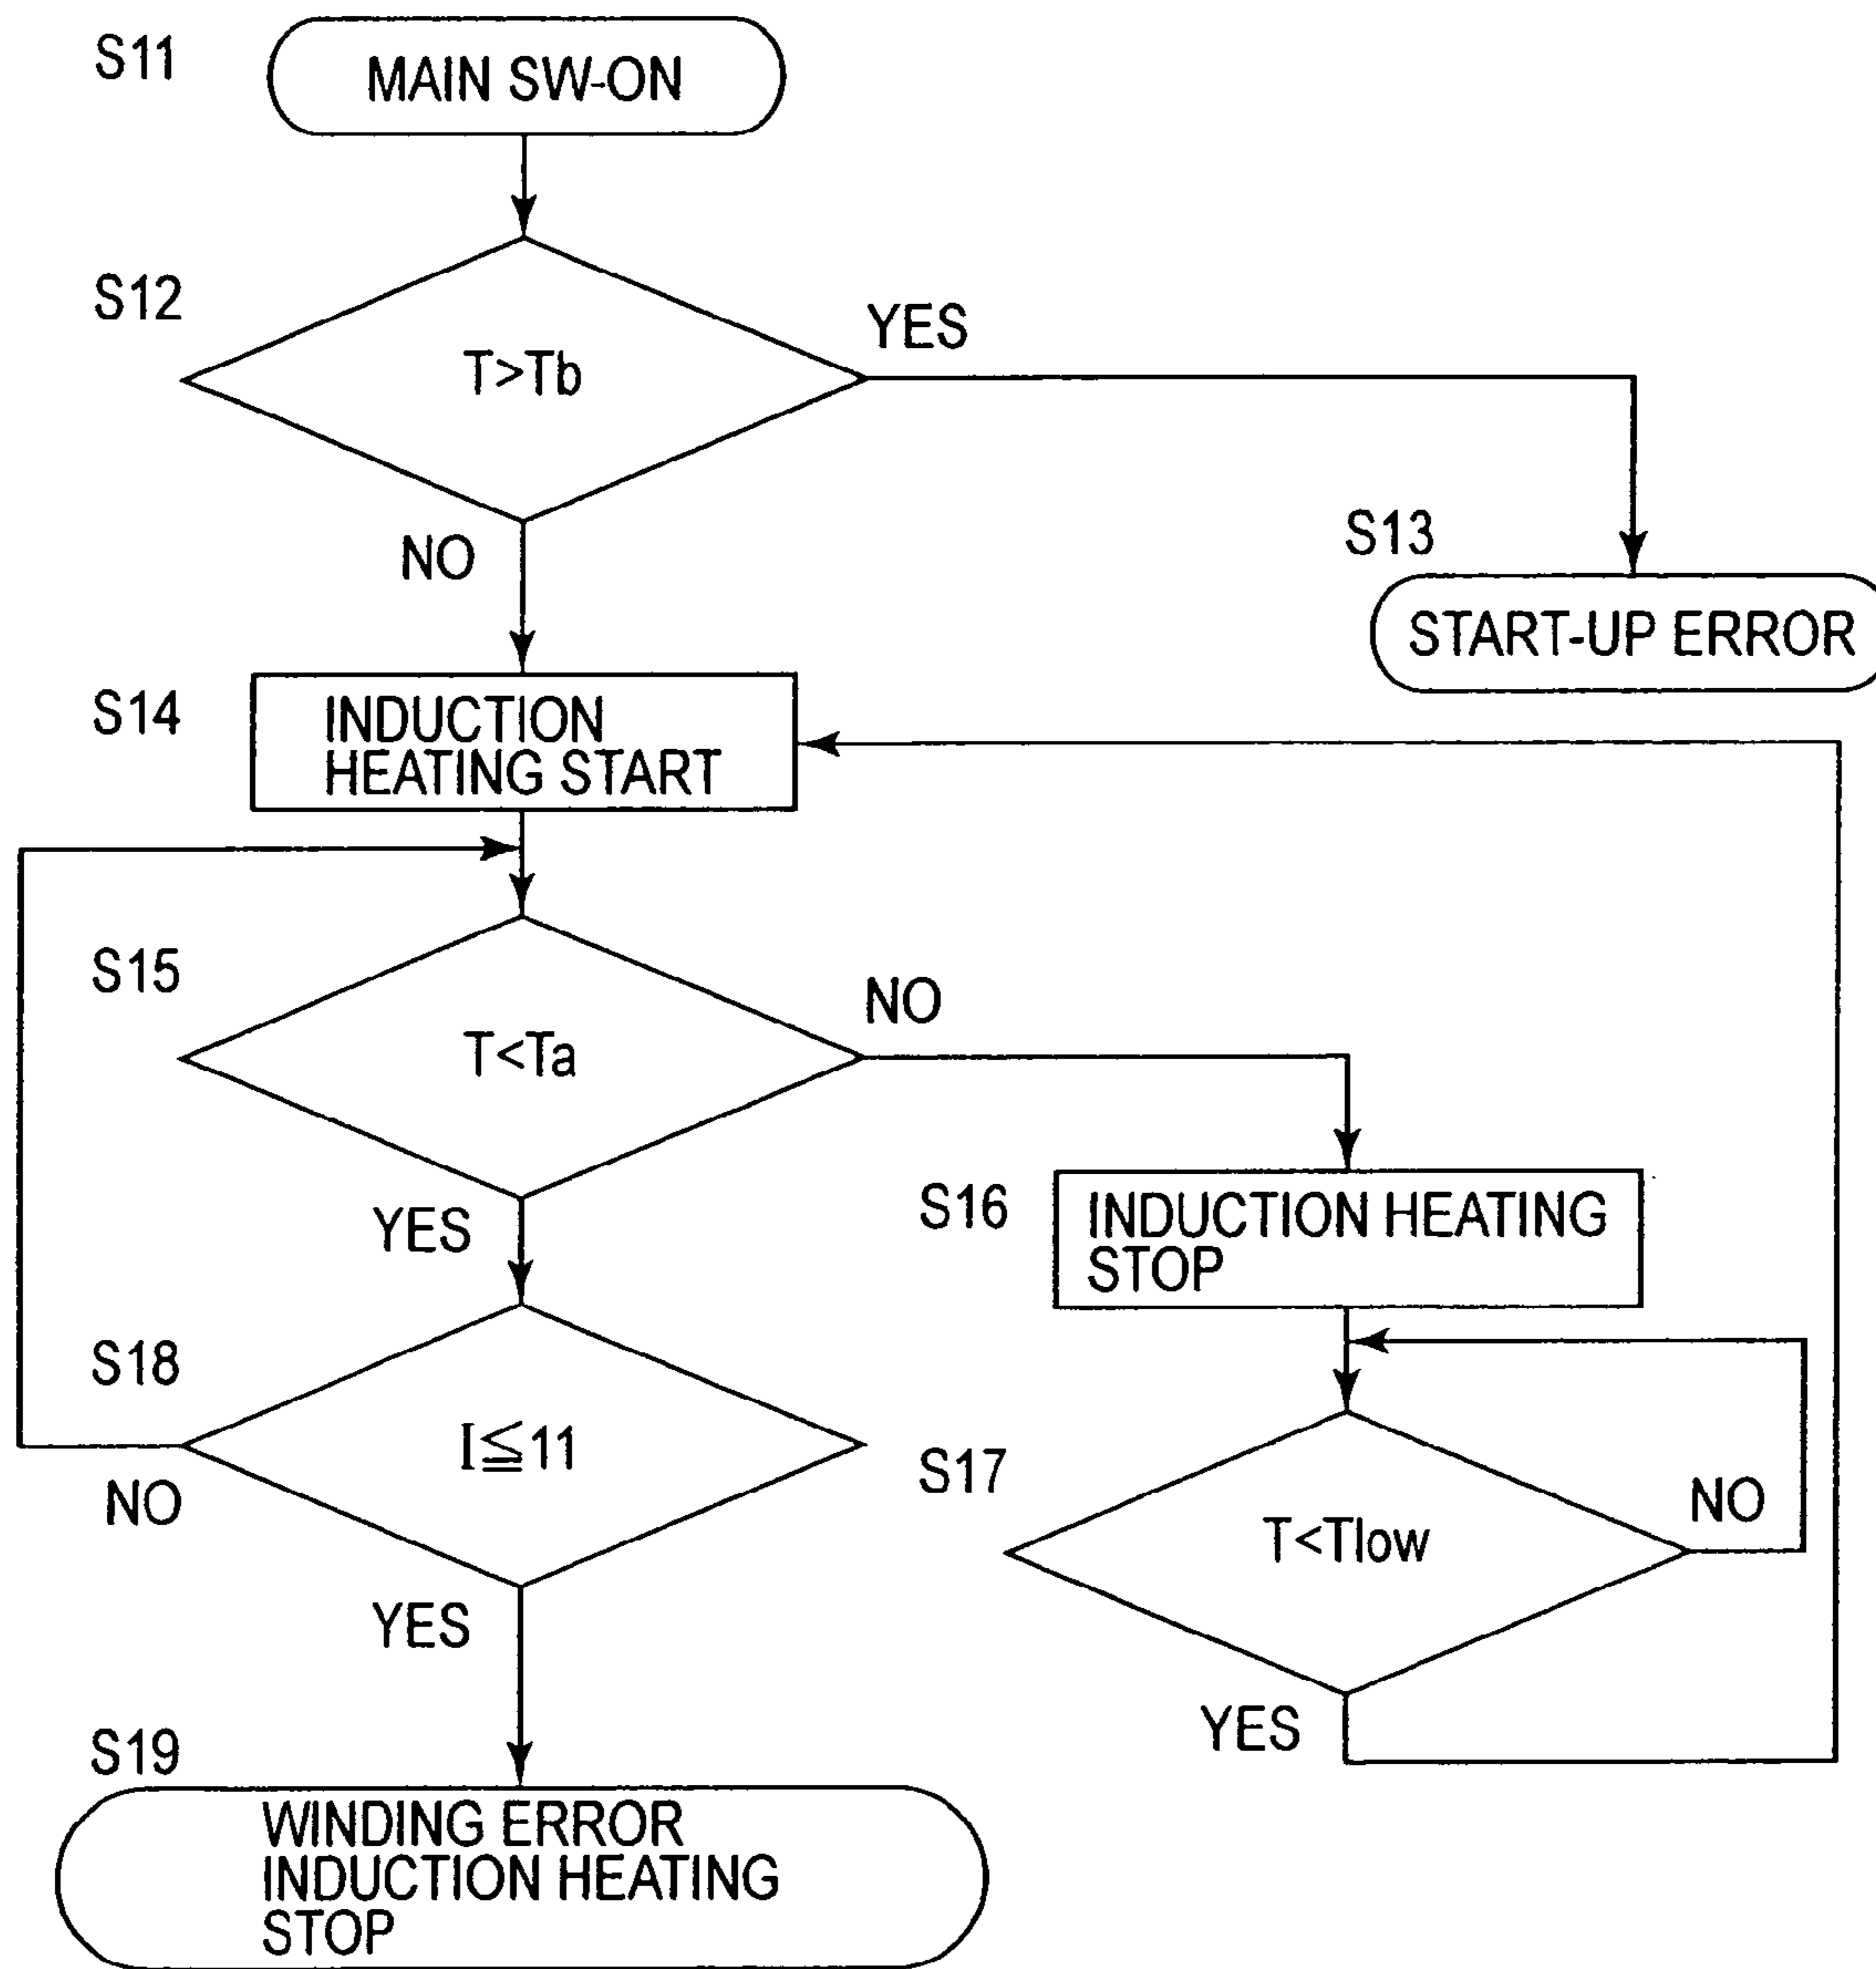 S11
MAIN SW-ON
S12
T>Tb
YES
NO
S13
START-UP ERROR
S14
INDUCTION
HEATING START
S15
T<Ta
NO
YES
S16
INDUCTION HEATING
STOP
S18
I≦11
NO
YES
S17
T<Tlow
NO
YES
S19
WINDING ERROR
INDUCTION HEATING
STOP